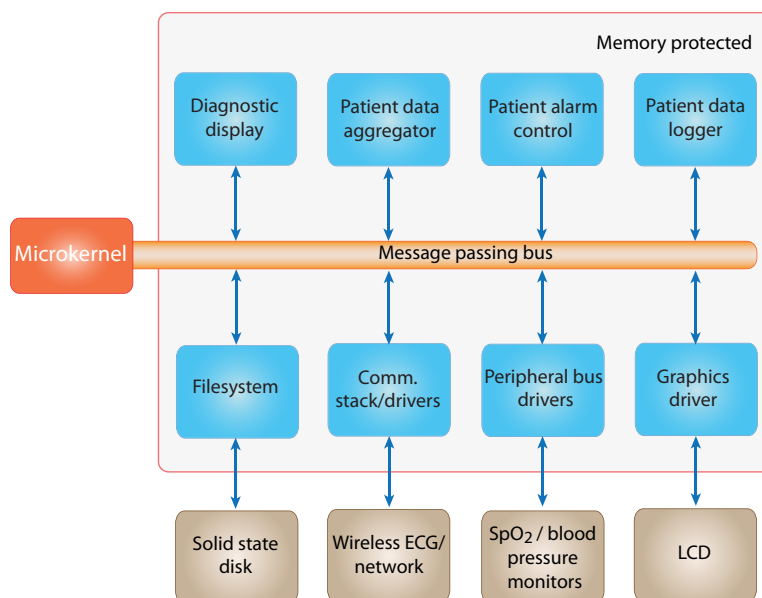 Memory protected
Diagnostic
display
Patient data
aggregator
Patient alarm
control
Patient data
logger
Microkernel
Message passing bus
Filesystem
Comm.
stack/drivers
Peripheral bus
drivers
Graphics
driver
Solid state
disk
Wireless ECG/
network
SpO₂ / blood
pressure
monitors
LCD